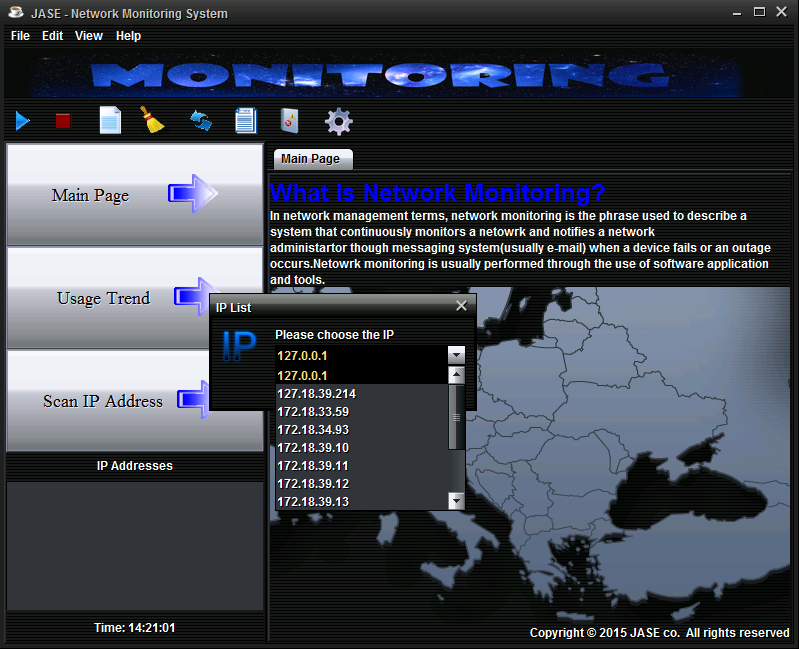 JASE - Network Monitoring System
File Edit View Help
MONITORING
Main Page
Usage Trend
Scan IP Address
IP Addresses
Time: 14:21:01
Main Page
What Is Network Monitoring?
In network management terms, network monitoring is the phrase used to describe a
system that continuously monitors a netowrk and notifies a network
administartor though messaging system(usually e-mail) when a device fails or an outage
occurs.Netowrk monitoring is usually performed through the use of software application
and tools.
IP List
IP
Please choose the IP
127.0.0.1
127.0.0.1
127.18.39.214
172.18.33.59
172.18.34.93
172.18.39.10
172.18.39.11
172.18.39.12
172.18.39.13
Copyright © 2015 JASE co. All rights reserved